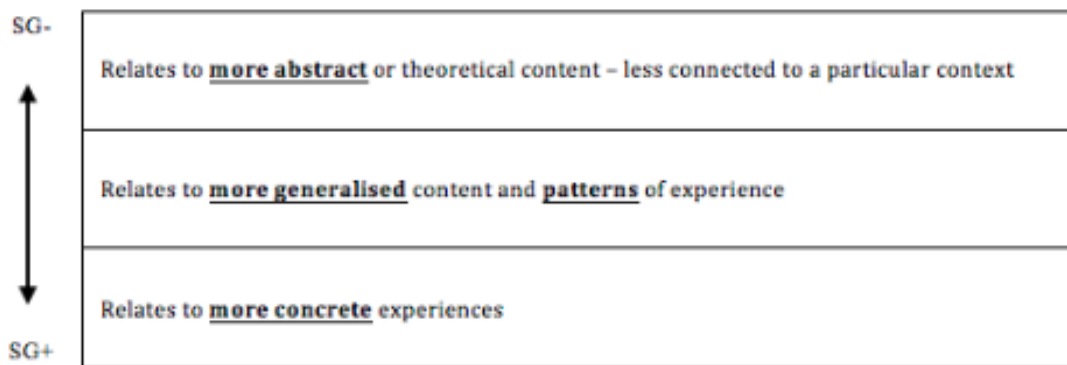 SG-
Relates to more abstract or theoretical content – less connected to a particular context
Relates to more generalised content and patterns of experience
Relates to more concrete experiences
SG+